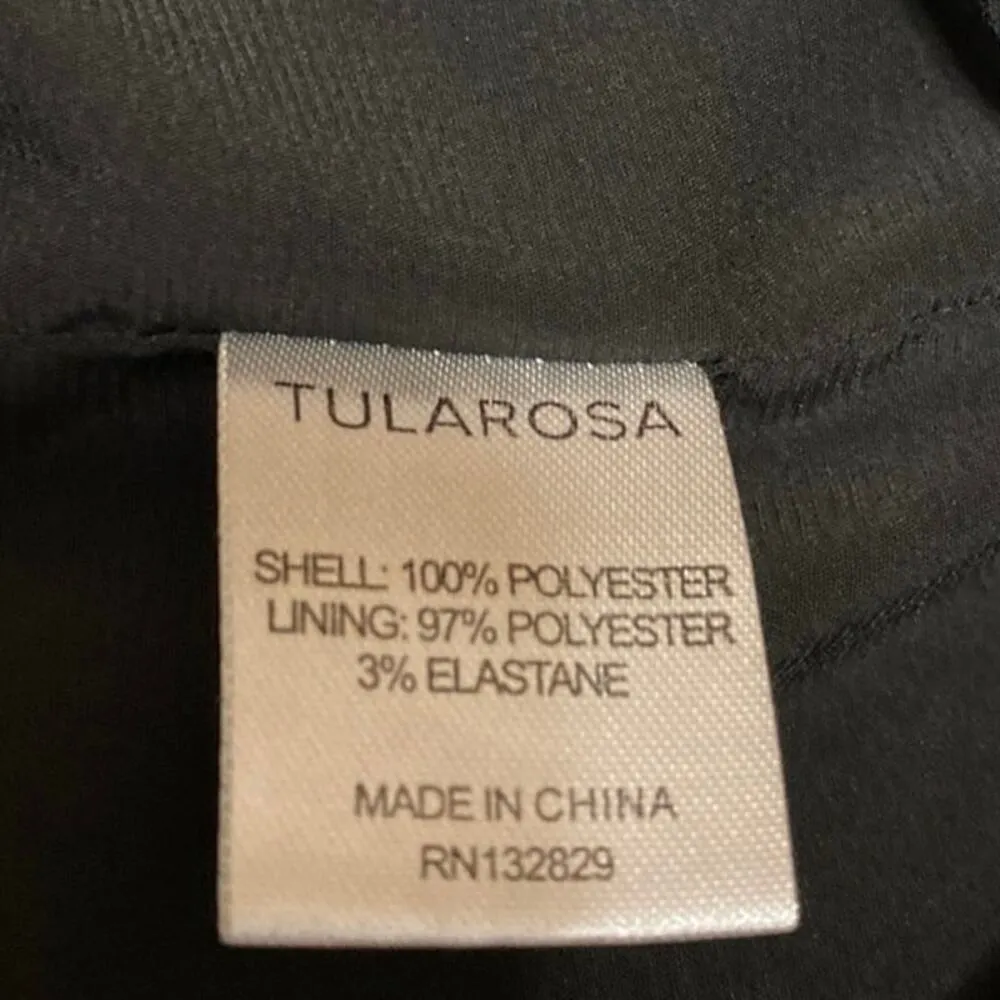 TULAROSA
SHELL: 100% POLYESTER
LINING: 97% POLYESTER
3% ELASTANE
MADE IN CHINA
RN132829